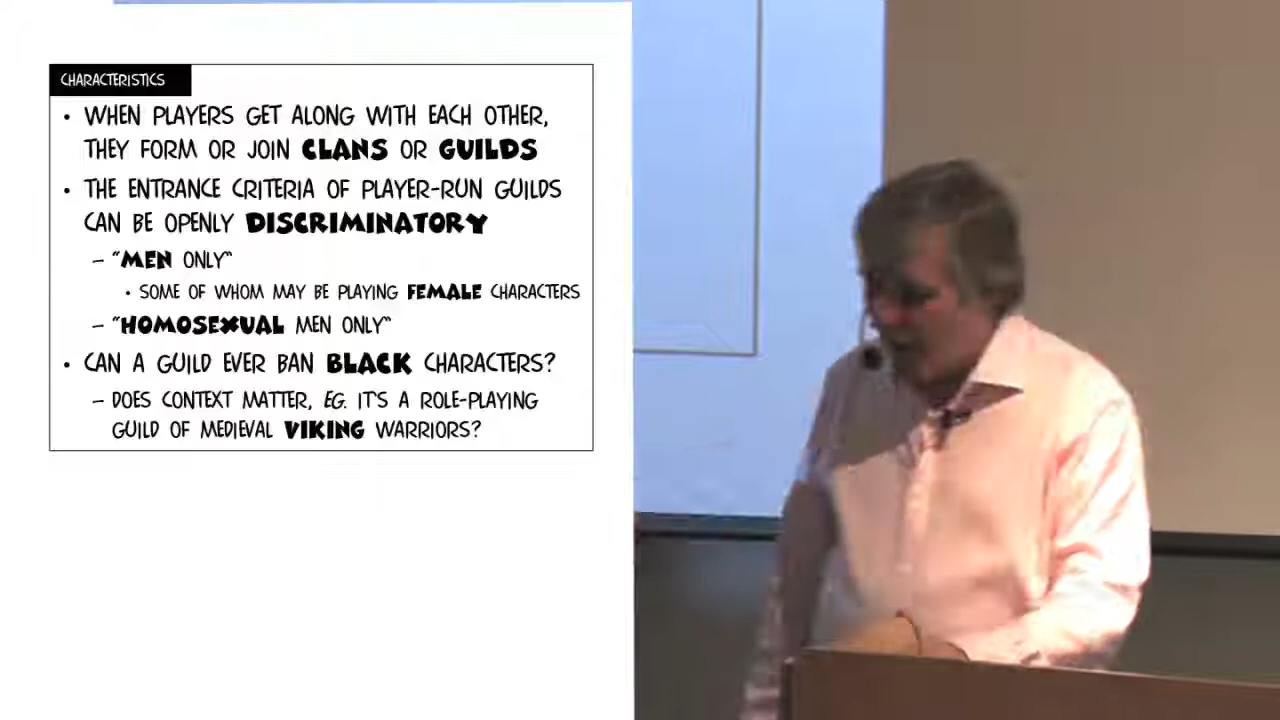 CHARACTERISTICS
• WHEN PLAYERS GET ALONG WITH EACH OTHER,
THEY FORM OR JOIN CLANS OR GUILDS
• THE ENTRANCE CRITERIA OF PLAYER-RUN GUILDS
CAN BE OPENLY DISCRIMINATORY
– "MEN ONLY"
• SOME OF WHOM MAY BE PLAYING FEMALE CHARACTERS
– "HOMOSEXUAL MEN ONLY"
• CAN A GUILD EVER BAN BLACK CHARACTERS?
– DOES CONTEXT MATTER, EG. IT'S A ROLE-PLAYING
GUILD OF MEDIEVAL VIKING WARRIORS?